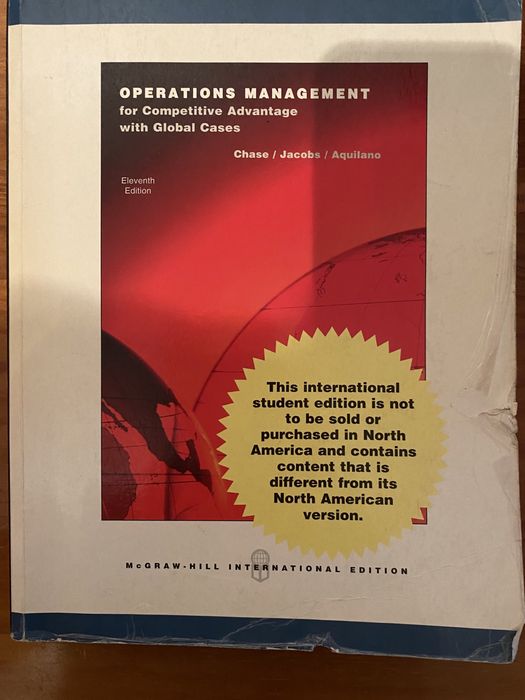 OPERATIONS MANAGEMENT
for Competitive Advantage
with Global Cases
Chase / Jacobs / Aquilano
Eleventh
Edition
This international
student edition is not
to be sold or
purchased in North
America and contains
content that is
different from its
North American
version.
McGRAW-HILL INTERNATIONAL EDITION